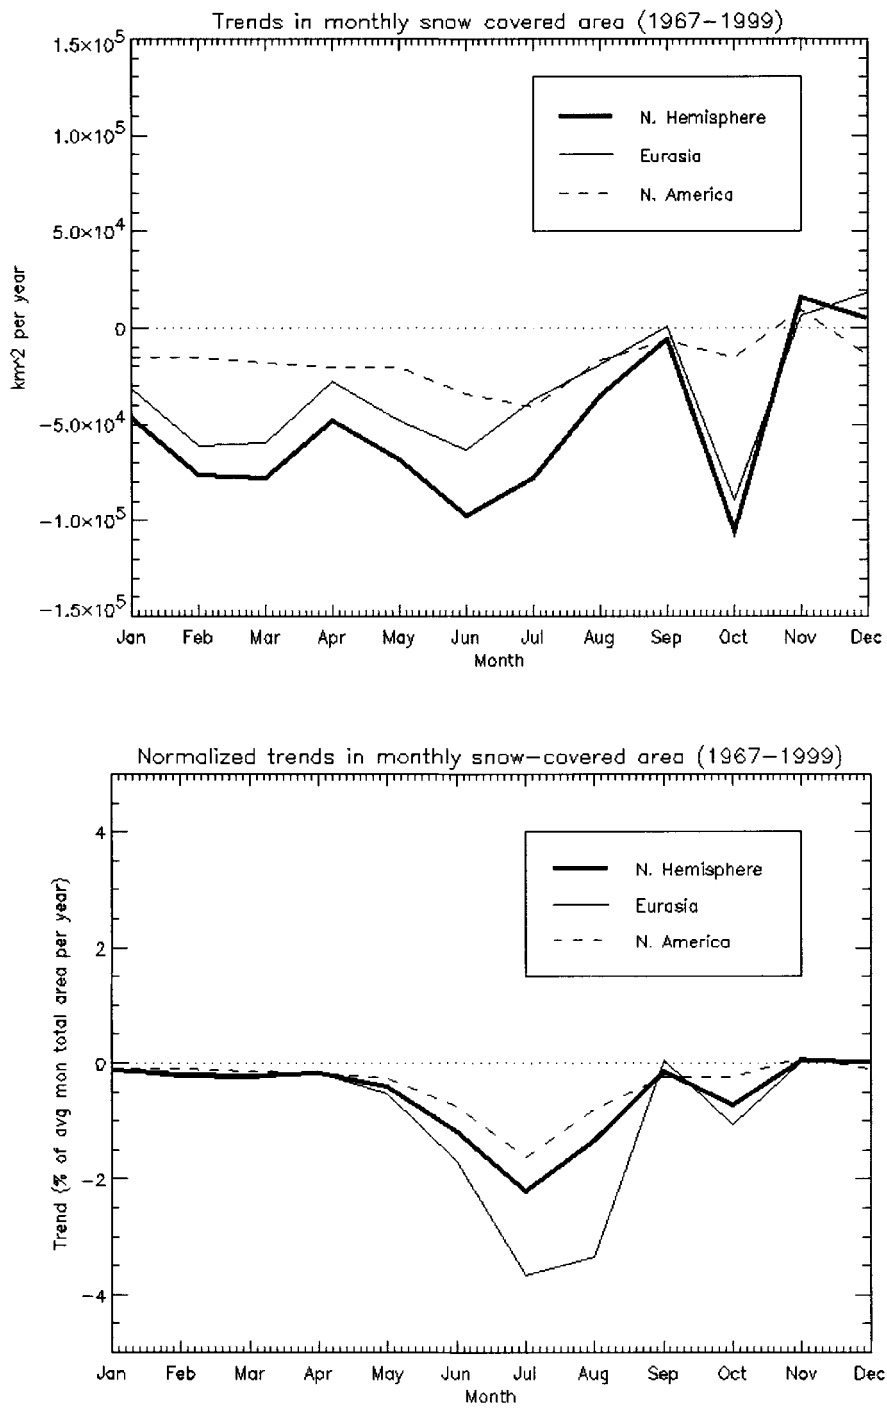 Trends in monthly snow covered area (1967−1999)
1.5×10^5
1.0×10^5
5.0×10^4
0
−5.0×10^4
−1.0×10^5
−1.5×10^5
km^2 per year
N. Hemisphere
Eurasia
N. America
Jan Feb Mar Apr May Jun Jul Aug Sep Oct Nov Dec
Month
Normalized trends in monthly snow−covered area (1967−1999)
4
2
0
−2
−4
Trend (% of avg mon total area per year)
N. Hemisphere
Eurasia
N. America
Jan Feb Mar Apr May Jun Jul Aug Sep Oct Nov Dec
Month